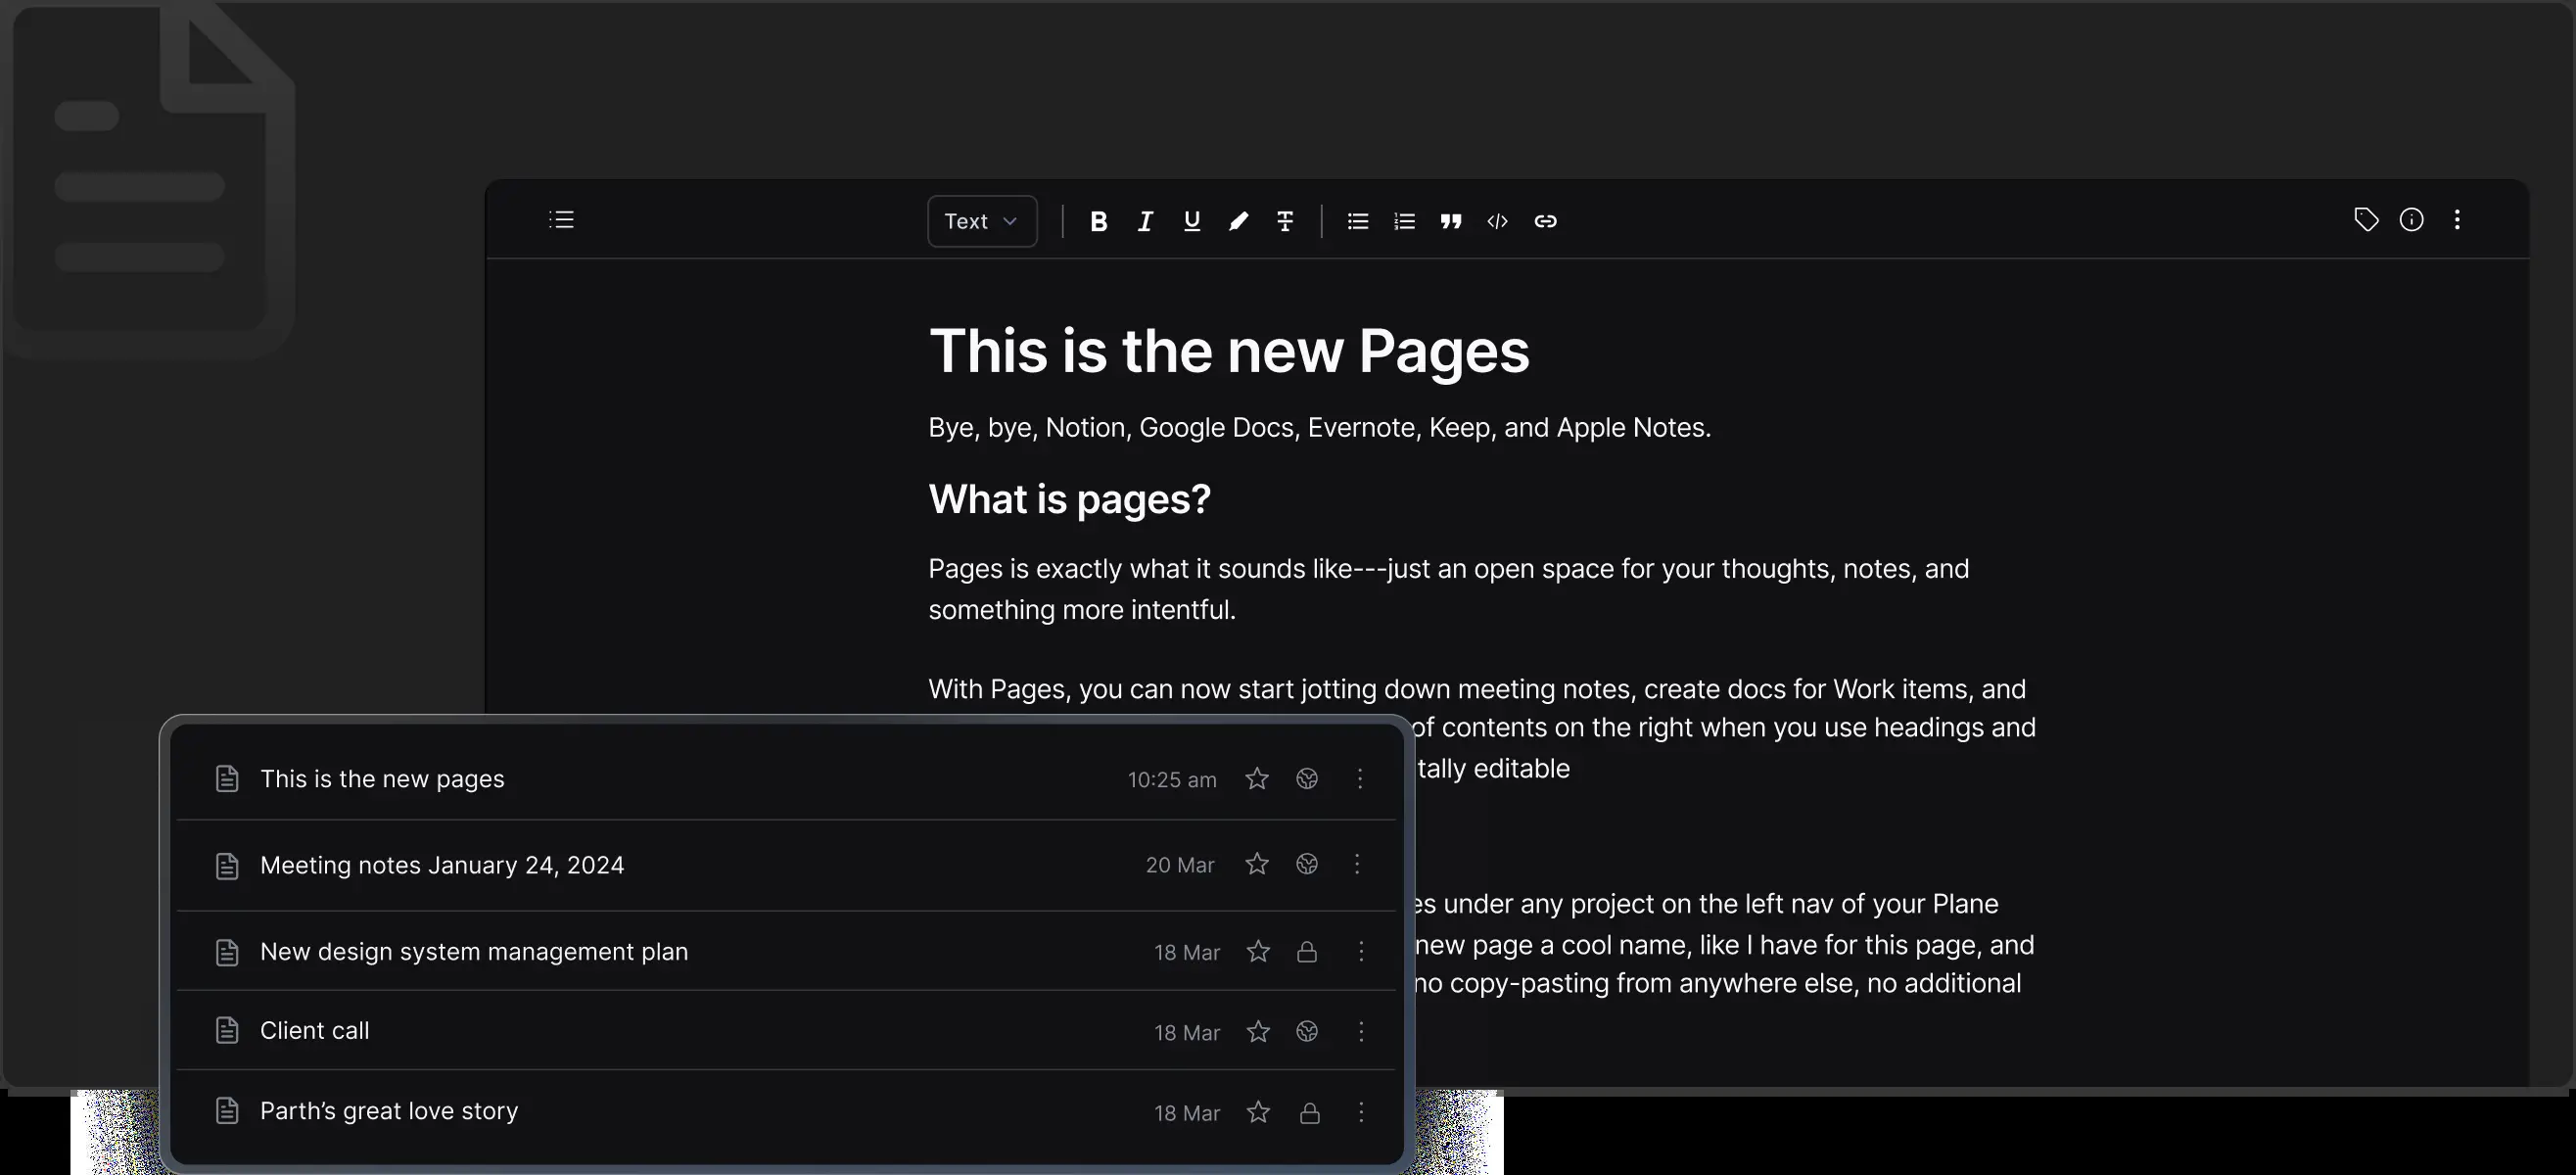 Text
This is the new Pages
Bye, bye, Notion, Google Docs, Evernote, Keep, and Apple Notes.
What is pages?
Pages is exactly what it sounds like---just an open space for your thoughts, notes, and
something more intentful.
With Pages, you can now start jotting down meeting notes, create docs for Work items, and
of contents on the right when you use headings and
tally editable
under any project on the left nav of your Plane
new page a cool name, like I have for this page, and
no copy-pasting from anywhere else, no additional
This is the new pages 10:25 am
Meeting notes January 24, 2024 20 Mar
New design system management plan 18 Mar
Client call 18 Mar
Parth’s great love story 18 Mar